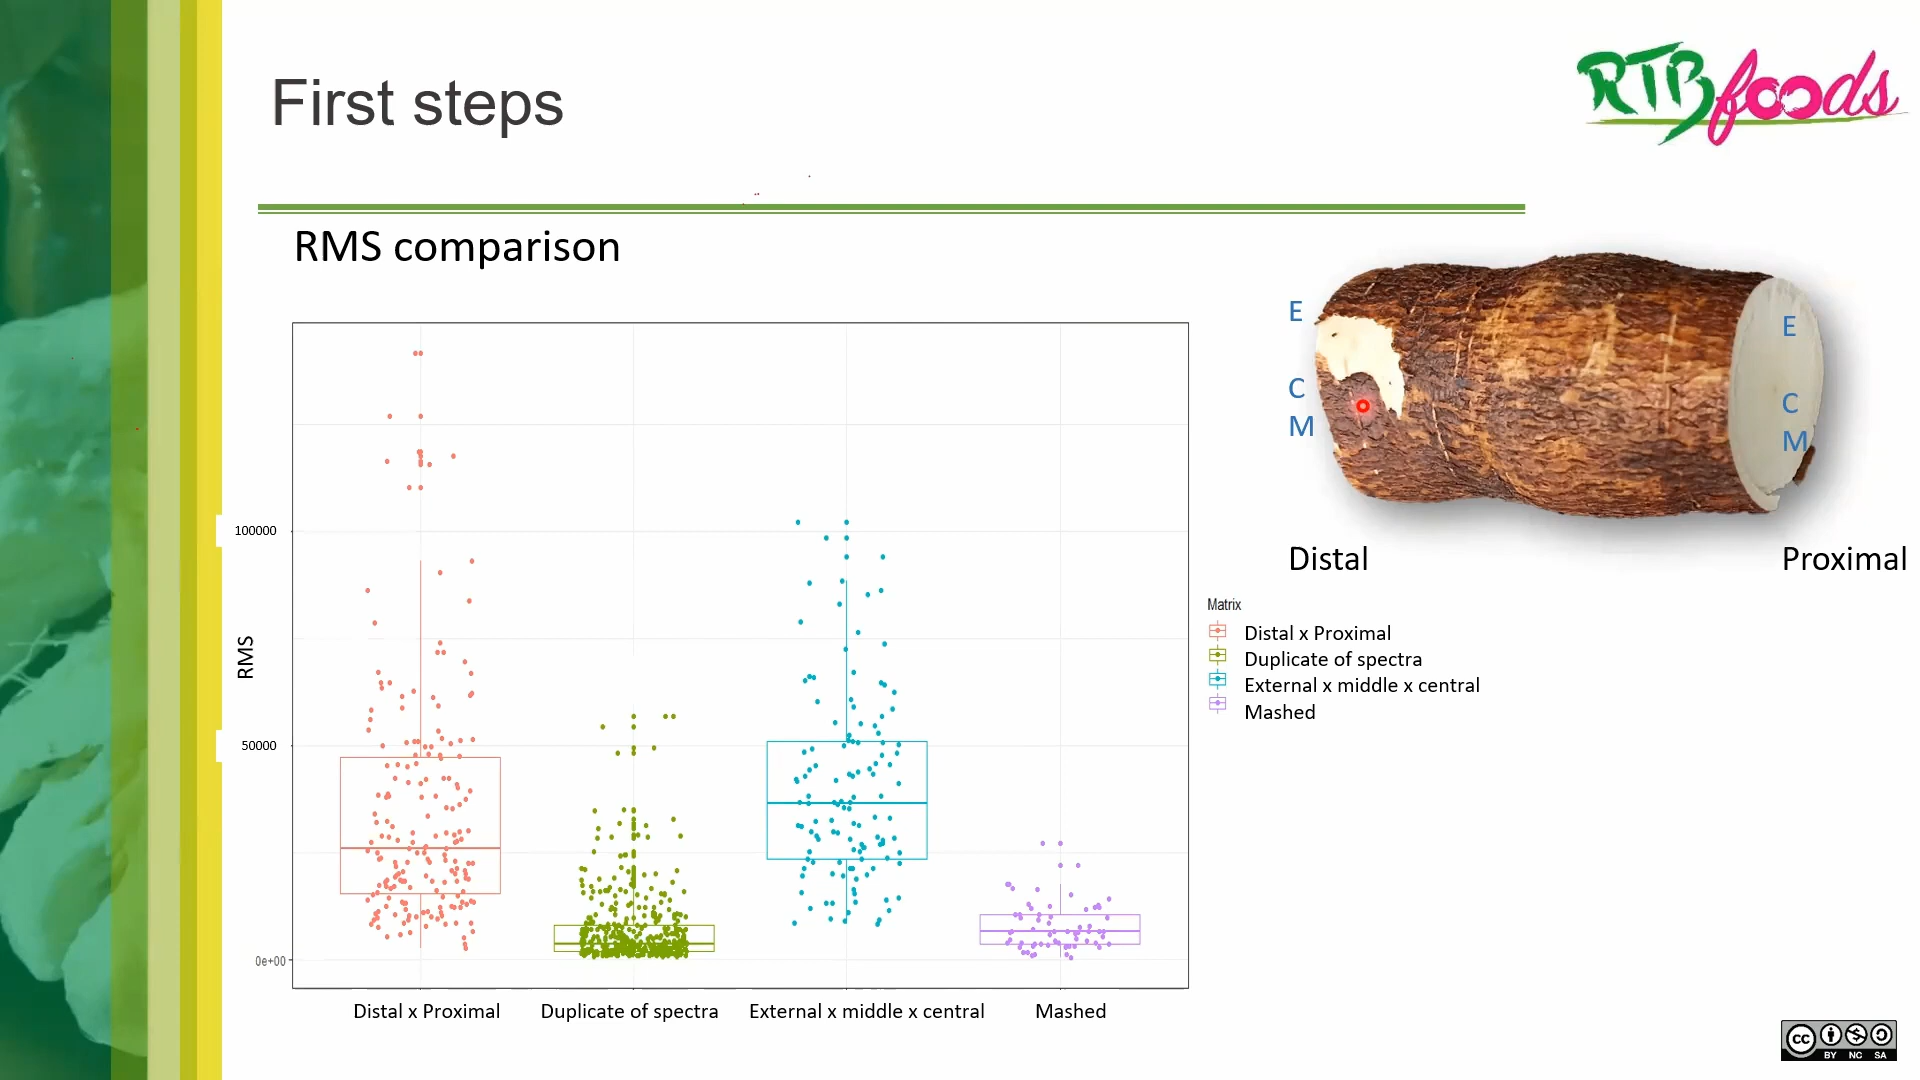 First steps
RTBfoods
RMS comparison
E
C
M
E
C
M
Distal
Proximal
100000
50000
0e+00
RMS
Matrix
Distal x Proximal
Duplicate of spectra
External x middle x central
Mashed
Distal x Proximal
Duplicate of spectra
External x middle x central
Mashed
cc
BY NC SA